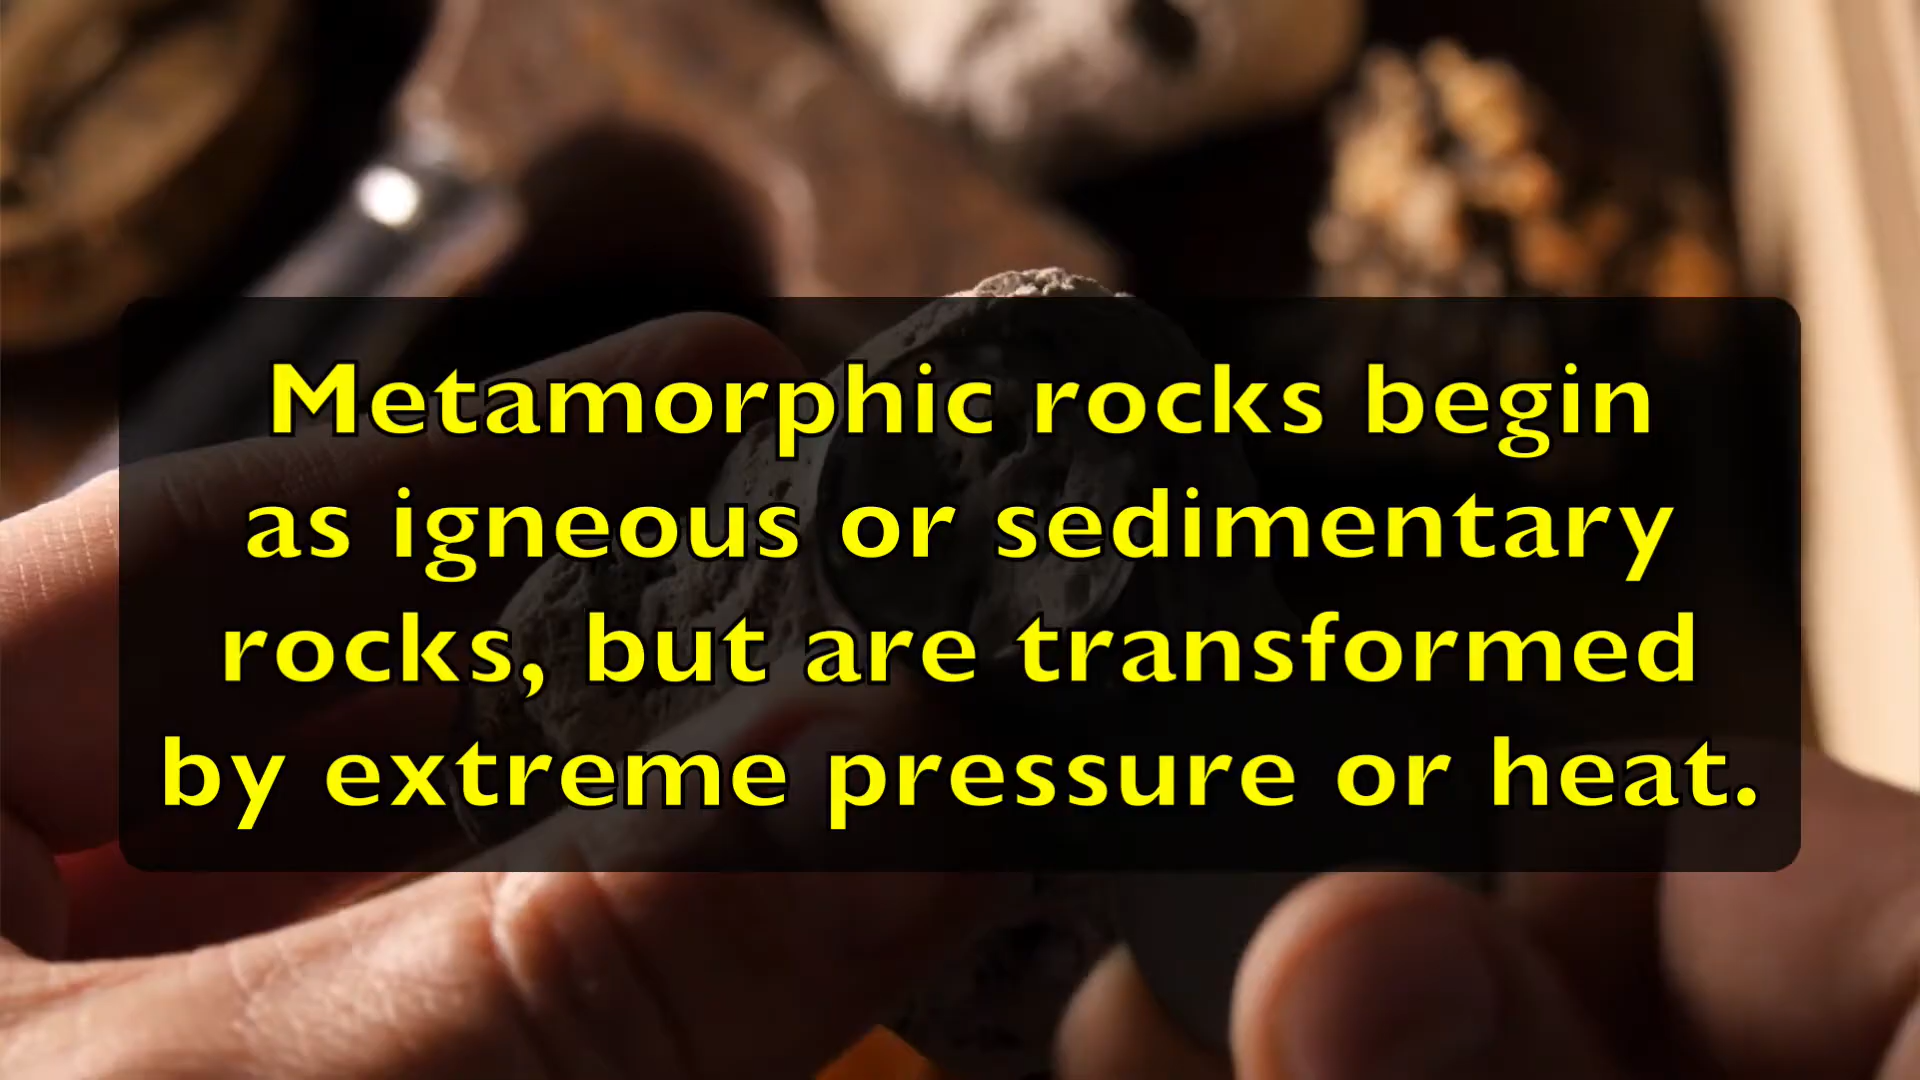 Metamorphic rocks begin
as igneous or sedimentary
rocks, but are transformed
by extreme pressure or heat.